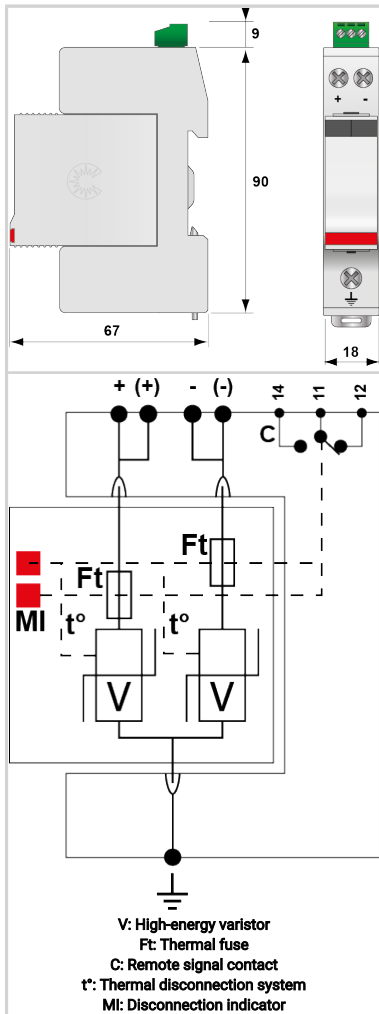 9
+ -
90
67
18
+ (+) - (-) 14 11 12
C
Ft
Ft
MI t° t°
V V
V: High-energy varistor
Ft: Thermal fuse
C: Remote signal contact
t°: Thermal disconnection system
MI: Disconnection indicator